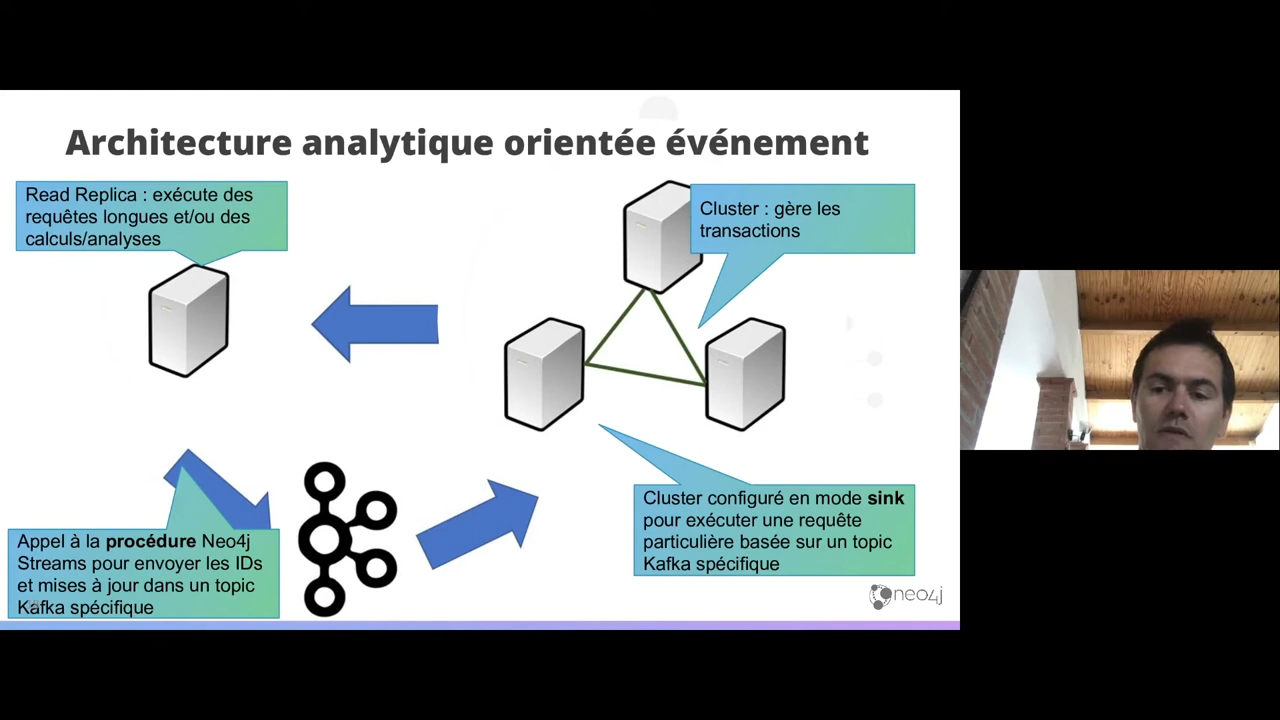 Architecture analytique orientée événement
Read Replica : exécute des
requêtes longues et/ou des
calculs/analyses
Cluster : gère les
transactions
Appel à la procédure Neo4j
Streams pour envoyer les IDs
et mises à jour dans un topic
Kafka spécifique
Cluster configuré en mode sink
pour exécuter une requête
particulière basée sur un topic
Kafka spécifique
neo4j